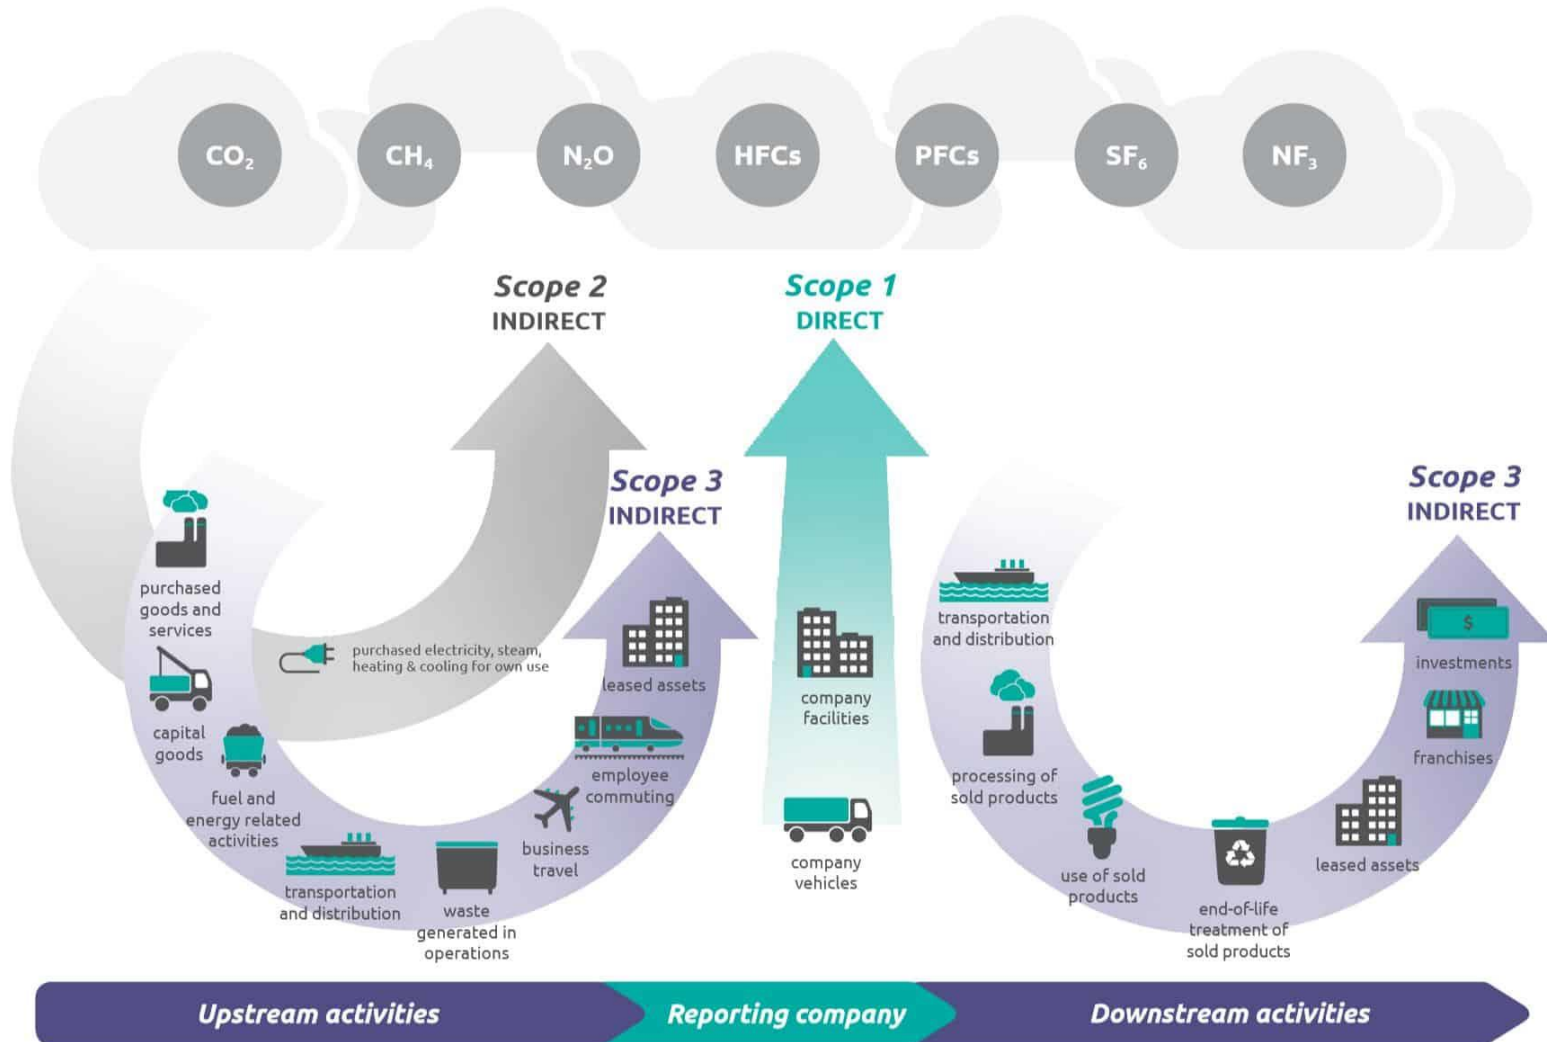 CO₂
CH₄
N₂O
HFCs
PFCs
SF₆
NF₃
Scope 2
INDIRECT
Scope 1
DIRECT
Scope 3
INDIRECT
Scope 3
INDIRECT
purchased
goods and
services
capital
goods
fuel and
energy related
activities
transportation
and distribution
waste
generated in
operations
business
travel
employee
commuting
leased assets
purchased electricity, steam,
heating & cooling for own use
company
facilities
company
vehicles
transportation
and distribution
processing of
sold products
use of sold
products
end-of-life
treatment of
sold products
leased assets
franchises
$
investments
Upstream activities
Reporting company
Downstream activities